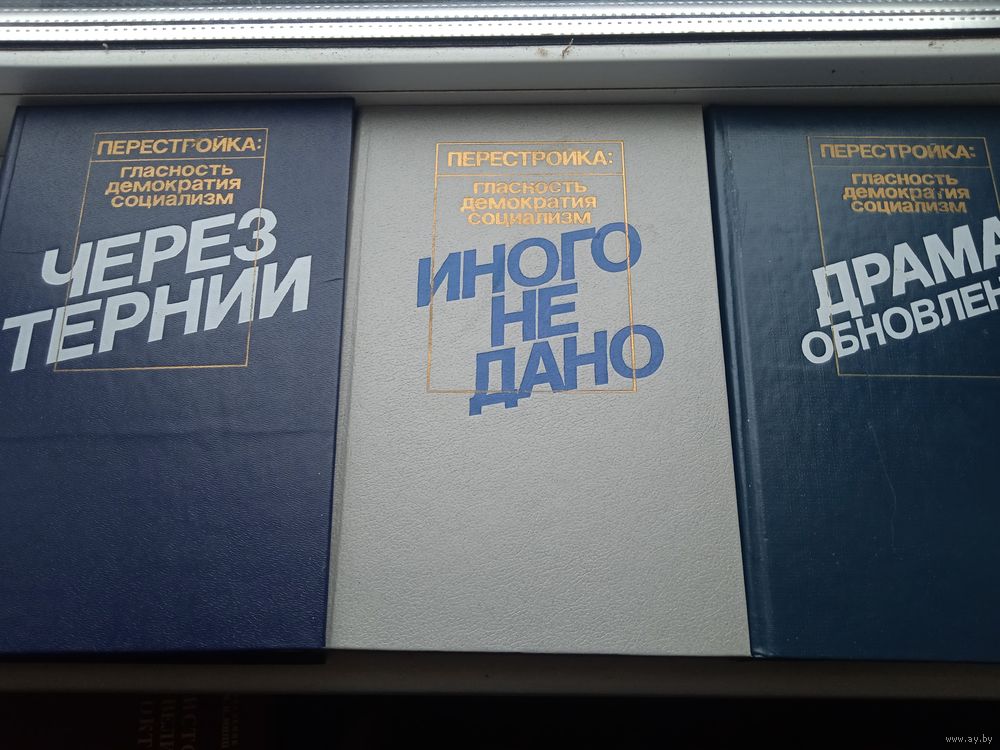 ПЕРЕСТРОЙКА:
ГЛАСНОСТЬ
ДЕМОКРАТИЯ
СОЦИАЛИЗМ
ЧЕРЕЗ
ТЕРНИИ
ПЕРЕСТРОЙКА:
ГЛАСНОСТЬ
ДЕМОКРАТИЯ
СОЦИАЛИЗМ
ИНОГО
НЕ
ДАНО
ПЕРЕСТРОЙКА:
ГЛАСНОСТЬ
ДЕМОКРАТИЯ
СОЦИАЛИЗМ
ДРАМА
ОБНОВЛЕН
www.ay.by